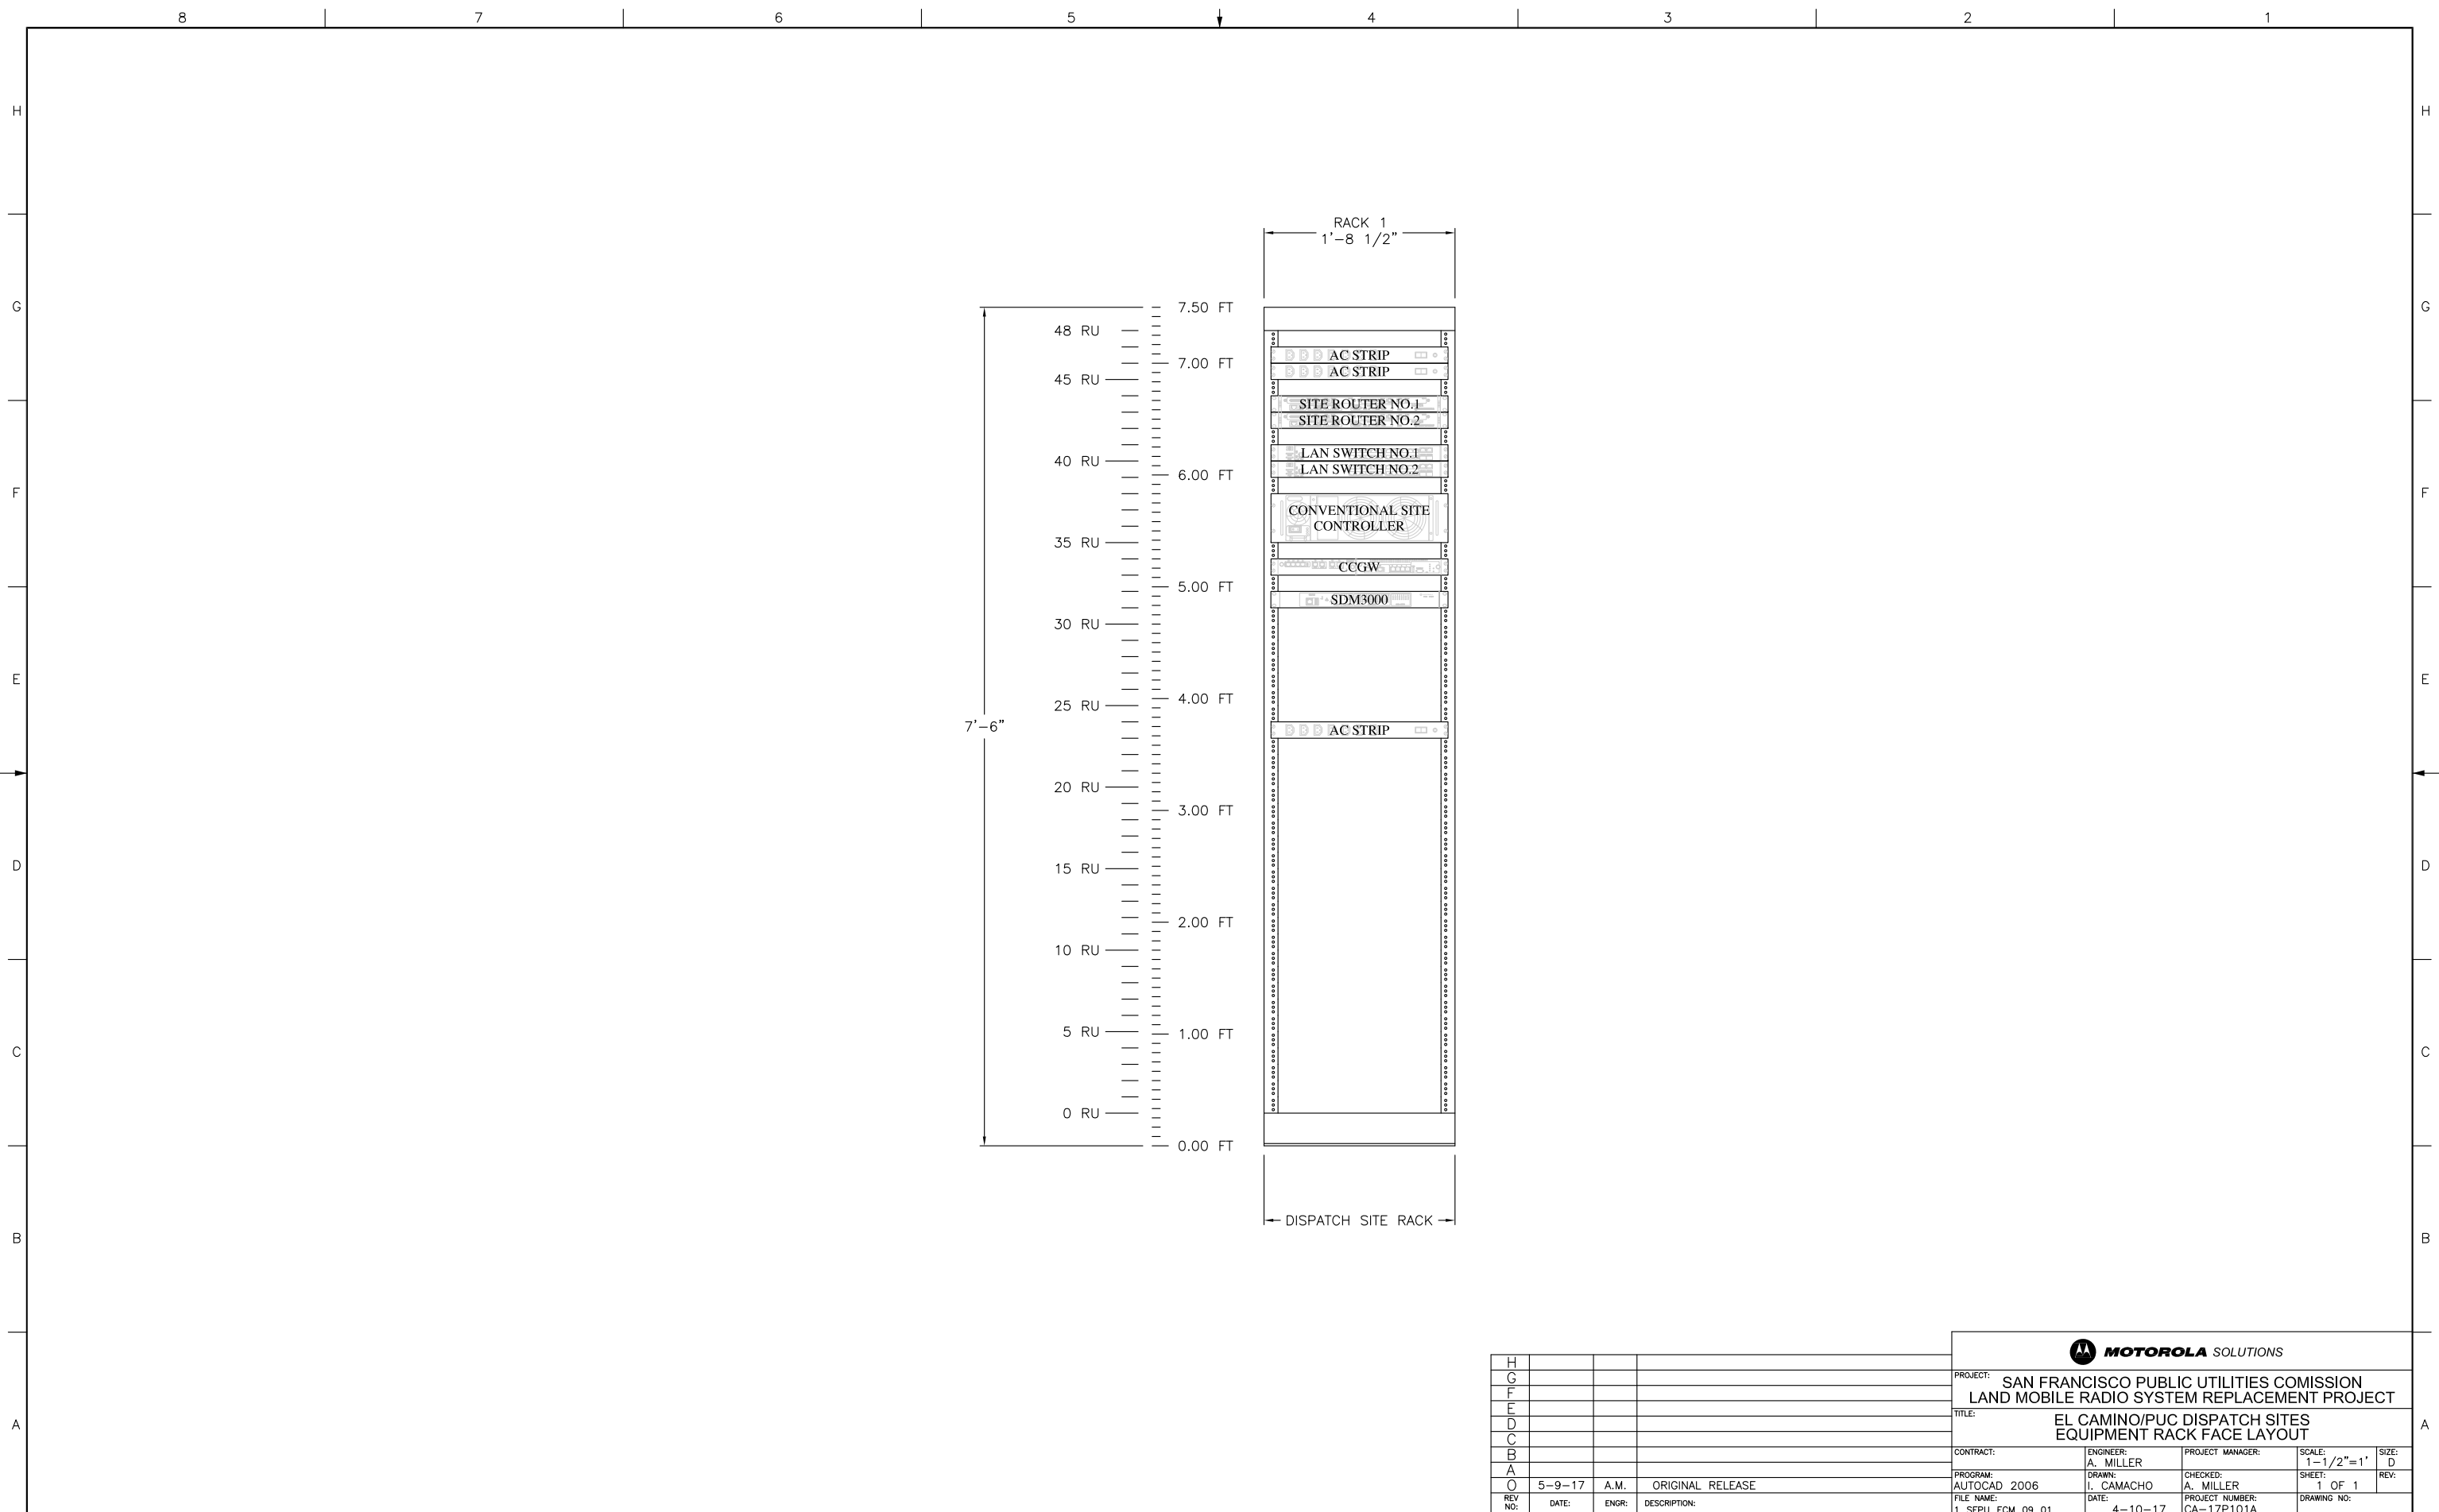 8 7 6 5 4 3 2 1
H H
RACK 1
1'-8 1/2"
G G
7.50 FT
48 RU
AC STRIP
7.00 FT
AC STRIP
45 RU
SITE ROUTER NO.1
SITE ROUTER NO.2
LAN SWITCH NO.1
40 RU
LAN SWITCH NO.2
6.00 FT
F F
CONVENTIONAL SITE
CONTROLLER
35 RU
CCGW
5.00 FT
SDM3000
30 RU
E E
4.00 FT
25 RU
7'-6"
AC STRIP
20 RU
3.00 FT
D D
15 RU
2.00 FT
10 RU
C C
5 RU
1.00 FT
0 RU
0.00 FT
DISPATCH SITE RACK
B B
A A
H
G
F
E
D
C
B
A
O 5-9-17 A.M. ORIGINAL RELEASE
REV NO: DATE: ENGR: DESCRIPTION:
MOTOROLA SOLUTIONS
PROJECT: SAN FRANCISCO PUBLIC UTILITIES COMISSION
LAND MOBILE RADIO SYSTEM REPLACEMENT PROJECT
TITLE: EL CAMINO/PUC DISPATCH SITES
EQUIPMENT RACK FACE LAYOUT
CONTRACT: ENGINEER: PROJECT MANAGER: SCALE: SIZE:
A. MILLER 1-1/2"=1' D
PROGRAM: DRAWN: CHECKED: SHEET: REV:
AUTOCAD 2006 I. CAMACHO A. MILLER 1 OF 1
FILE NAME: DATE: PROJECT NUMBER: DRAWING NO:
4-10-17 CA-17P101A